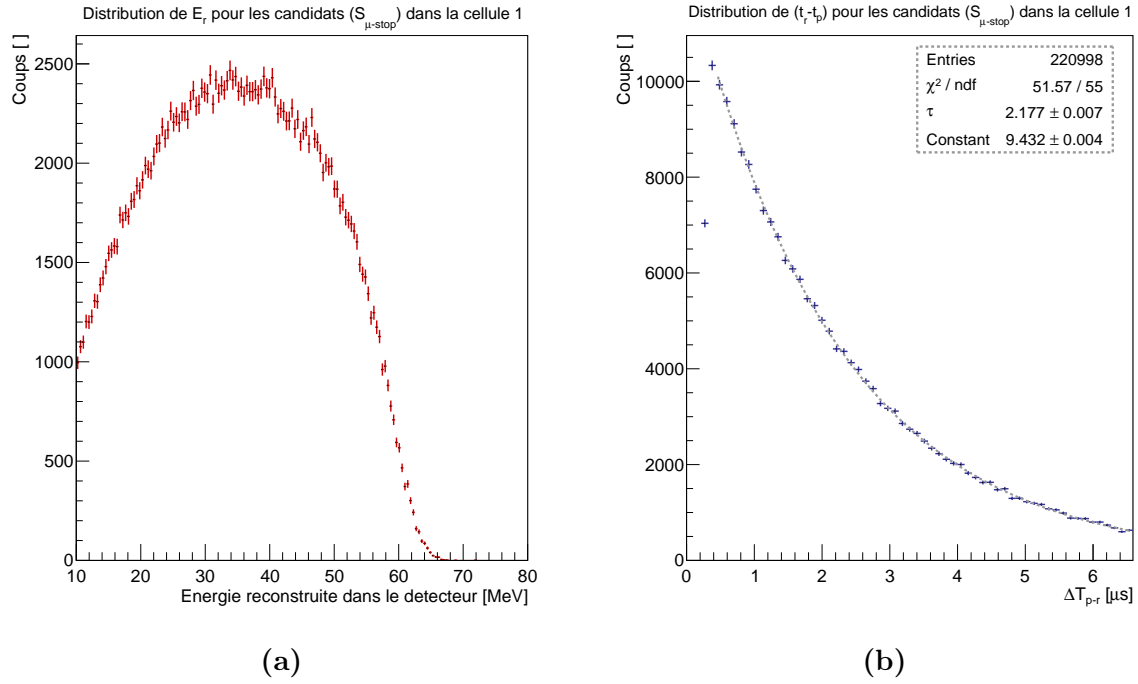 Distribution de E_r pour les candidats (S_μ-stop) dans la cellule 1
Coups [ ]
2500
2000
1500
1000
500
0
10 20 30 40 50 60 70 80
Energie reconstruite dans le detecteur [MeV]
(a)
Distribution de (t_r-t_p) pour les candidats (S_μ-stop) dans la cellule 1
Coups [ ]
10000
8000
6000
4000
2000
0
0 1 2 3 4 5 6
ΔT_p-r [μs]
Entries 220998
χ² / ndf 51.57 / 55
τ 2.177 ± 0.007
Constant 9.432 ± 0.004
(b)